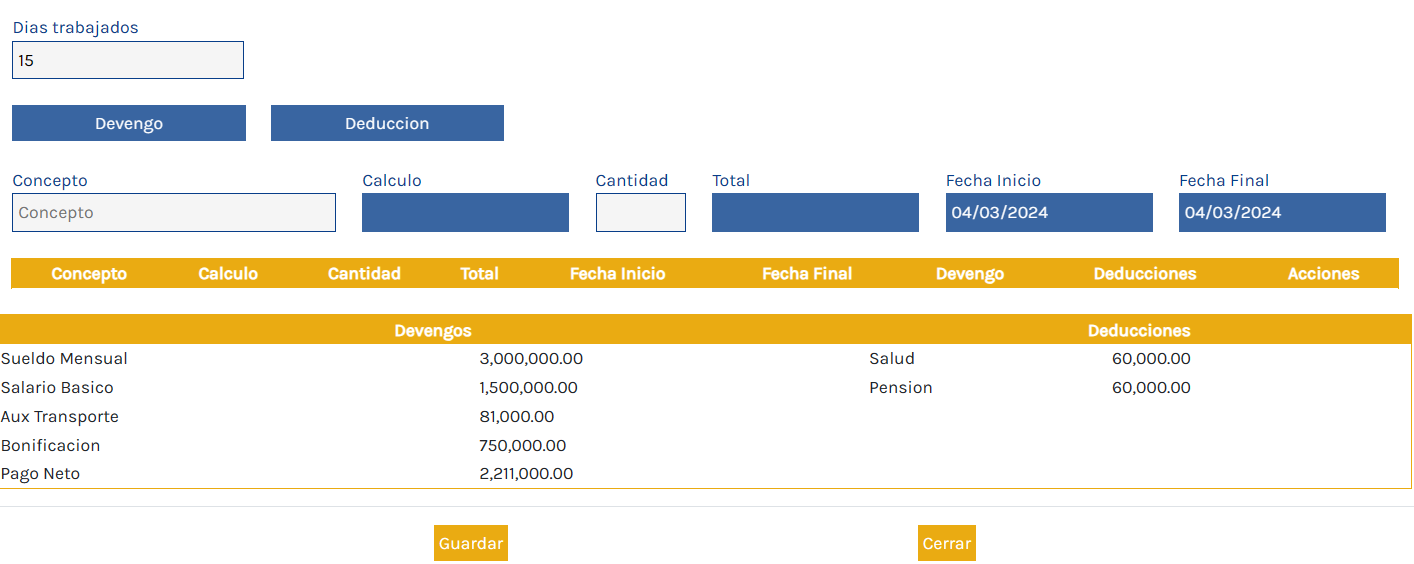 Dias trabajados
15
Devengo Deduccion
Concepto Calculo Cantidad Total Fecha Inicio Fecha Final
Concepto 04/03/2024 04/03/2024
Concepto Calculo Cantidad Total Fecha Inicio Fecha Final Devengo Deducciones Acciones
Devengos Deducciones
Sueldo Mensual 3,000,000.00 Salud 60,000.00
Salario Basico 1,500,000.00 Pension 60,000.00
Aux Transporte 81,000.00
Bonificacion 750,000.00
Pago Neto 2,211,000.00
Guardar Cerrar